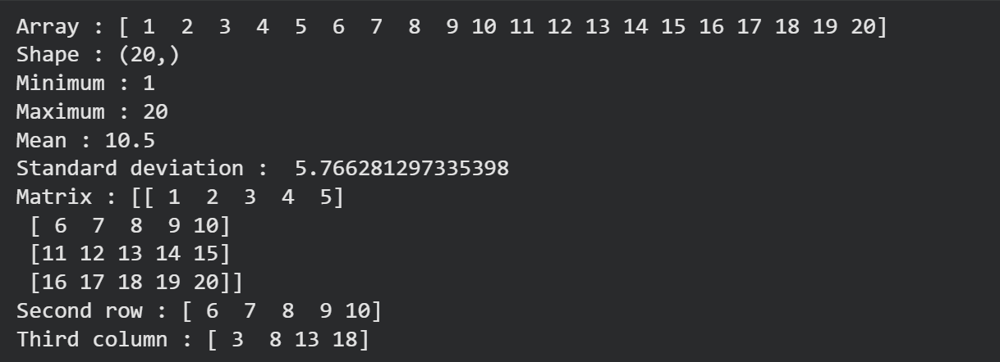 Array : [ 1  2  3  4  5  6  7  8  9 10 11 12 13 14 15 16 17 18 19 20]
Shape : (20,)
Minimum : 1
Maximum : 20
Mean : 10.5
Standard deviation :  5.766281297335398
Matrix : [[ 1  2  3  4  5]
 [ 6  7  8  9 10]
 [11 12 13 14 15]
 [16 17 18 19 20]]
Second row : [ 6  7  8  9 10]
Third column : [ 3  8 13 18]